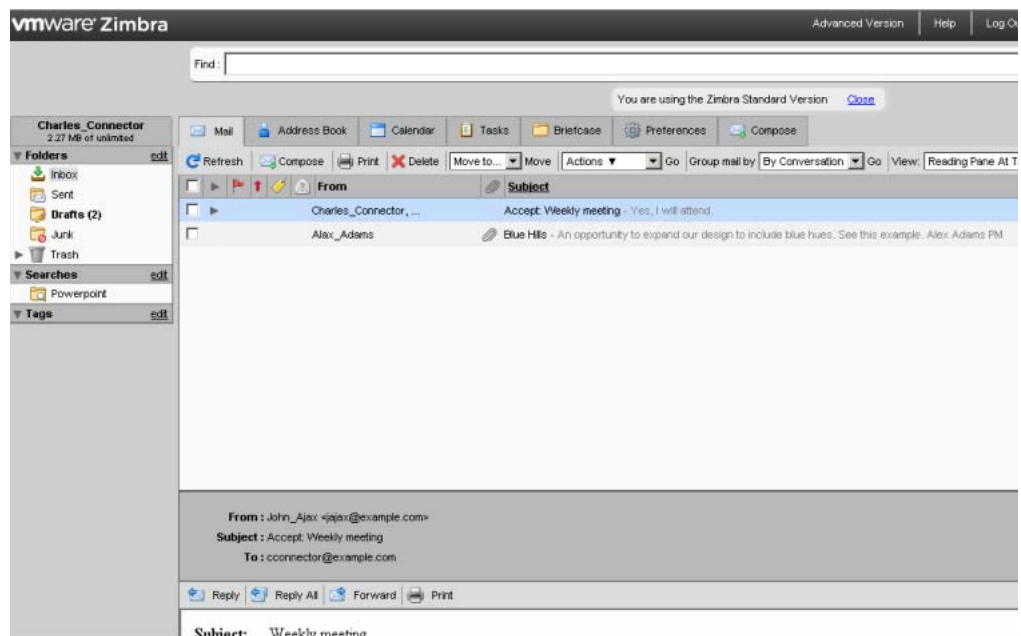 vmware Zimbra
Advanced Version Help Log Ou
Find :
You are using the Zimbra Standard Version Close
Charles_Connector
2.27 MB of unlimited
Mail Address Book Calendar Tasks Briefcase Preferences Compose
Folders edit
Refresh Compose Print Delete Move to... Move Actions Go Group mail by By Conversation Go View: Reading Pane At T
Inbox
Sent
Drafts (2)
Junk
Trash
Searches edit
Powerpoint
Tags edit
From Subject
Charles_Connector, ... Accept: Weekly meeting - Yes, I will attend.
Alax_Adams Blue Hills - An opportunity to expand our design to include blue hues. See this example. Alex Adams PM
From : John_Ajax <jajax@example.com>
Subject : Accept: Weekly meeting
To : cconnector@example.com
Reply Reply All Forward Print
Subject: Weekly meeting